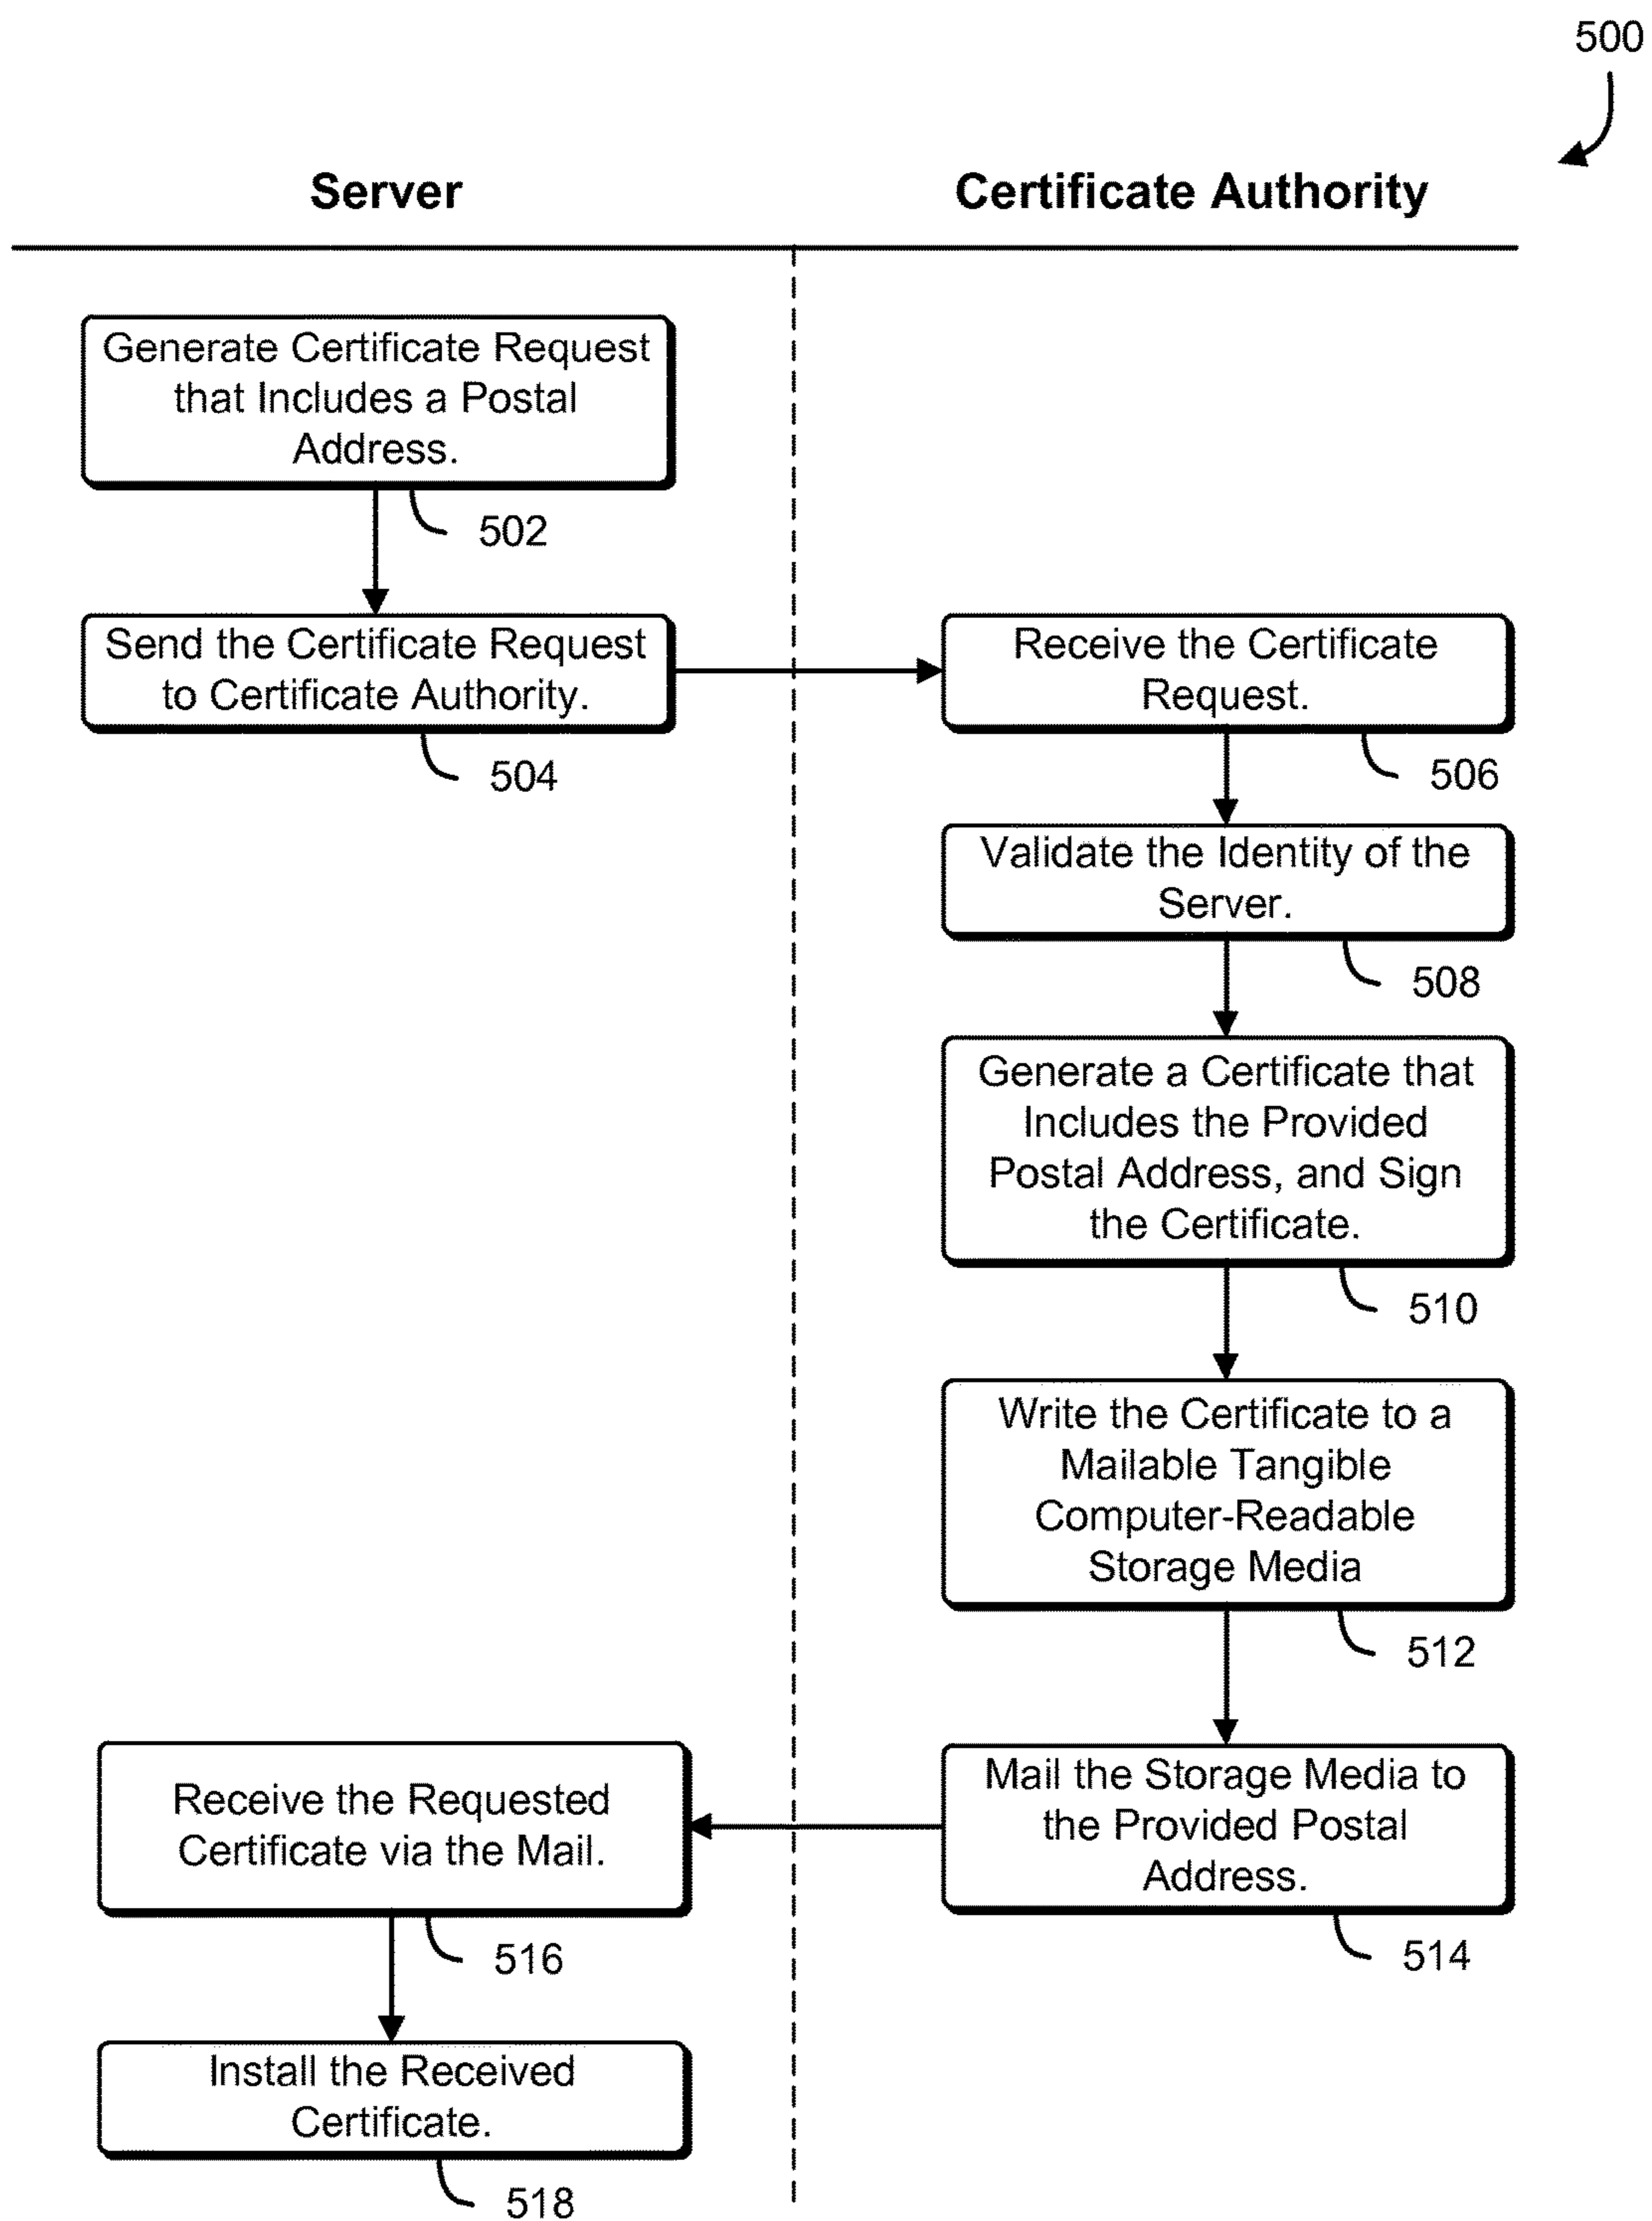 500
Server
Certificate Authority
Generate Certificate Request
that Includes a Postal
Address.
502
Send the Certificate Request
to Certificate Authority.
504
Receive the Certificate
Request.
506
Validate the Identity of the
Server.
508
Generate a Certificate that
Includes the Provided
Postal Address, and Sign
the Certificate.
510
Write the Certificate to a
Mailable Tangible
Computer-Readable
Storage Media
512
Mail the Storage Media to
the Provided Postal
Address.
514
Receive the Requested
Certificate via the Mail.
516
Install the Received
Certificate.
518